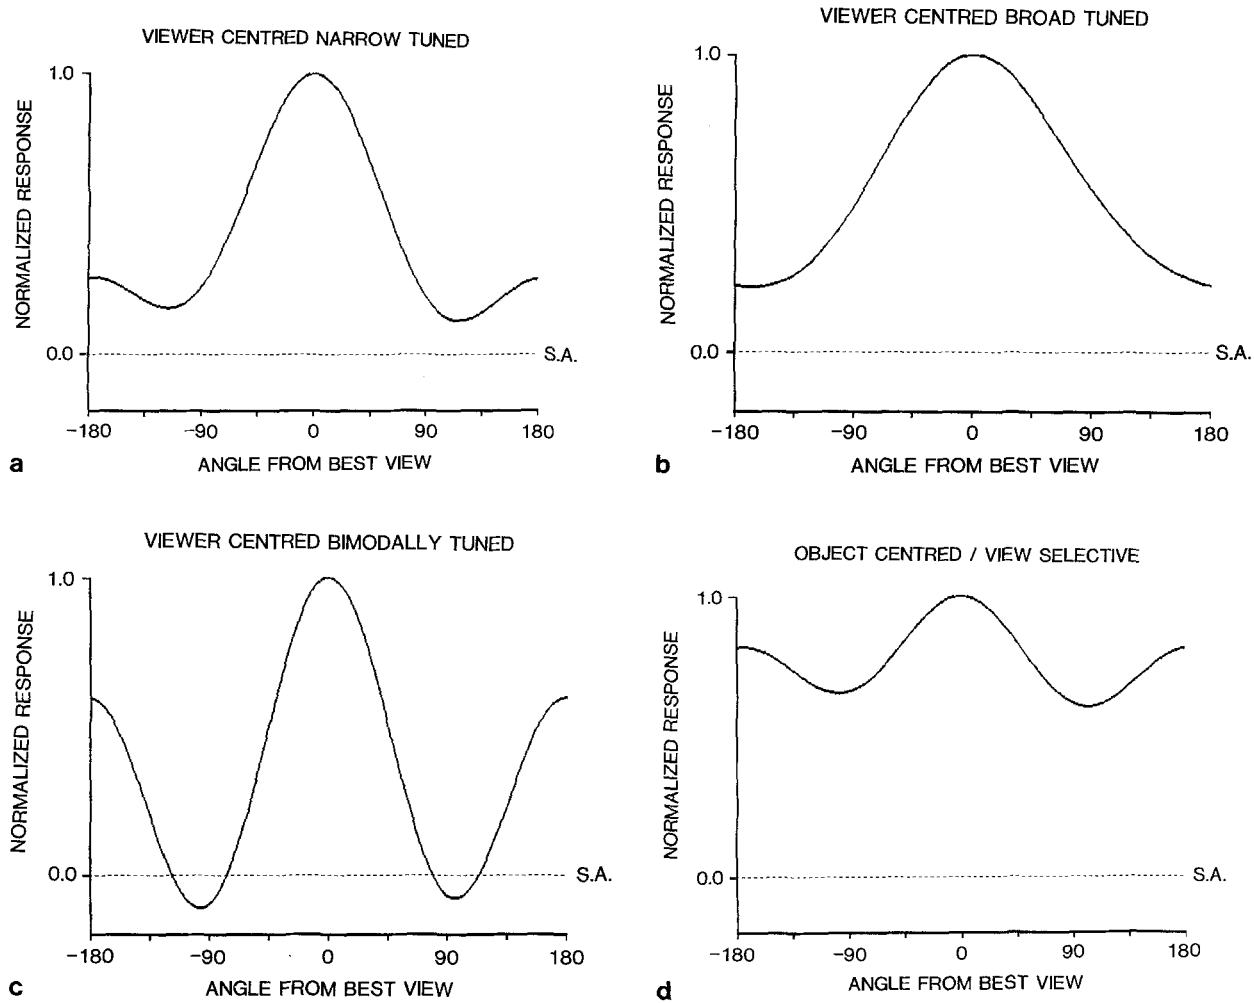 VIEWER CENTRED NARROW TUNED
NORMALIZED RESPONSE
1.0
0.0
S.A.
-180 -90 0 90 180
ANGLE FROM BEST VIEW
a
VIEWER CENTRED BROAD TUNED
NORMALIZED RESPONSE
1.0
0.0
S.A.
-180 -90 0 90 180
ANGLE FROM BEST VIEW
b
VIEWER CENTRED BIMODALLY TUNED
NORMALIZED RESPONSE
1.0
0.0
S.A.
-180 -90 0 90 180
ANGLE FROM BEST VIEW
c
OBJECT CENTRED / VIEW SELECTIVE
NORMALIZED RESPONSE
1.0
0.0
S.A.
-180 -90 0 90 180
ANGLE FROM BEST VIEW
d